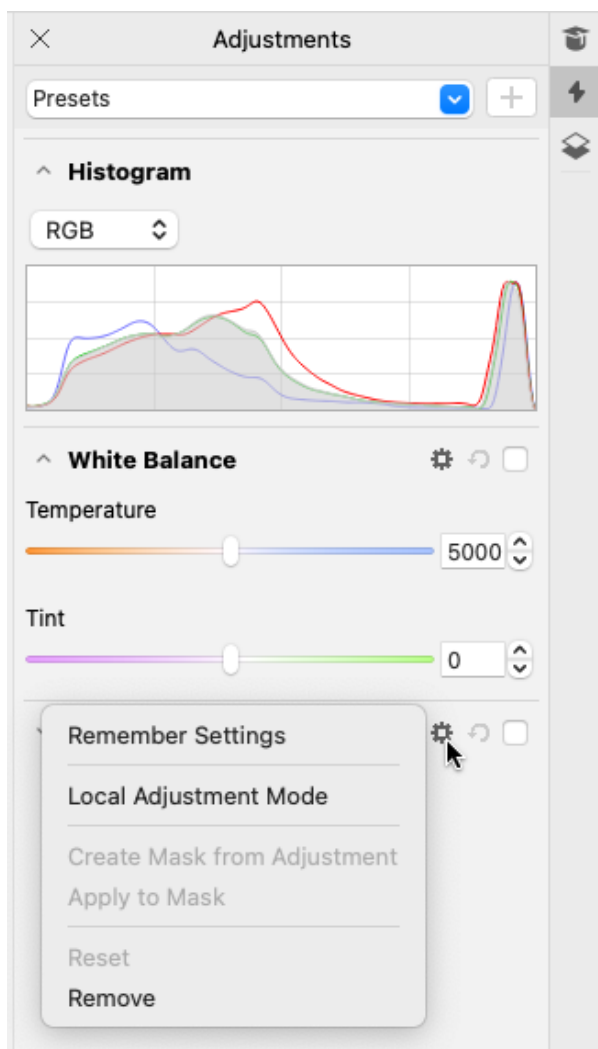 Adjustments
Presets
Histogram
RGB
White Balance
Temperature
5000
Tint
0
Remember Settings
Local Adjustment Mode
Create Mask from Adjustment
Apply to Mask
Reset
Remove